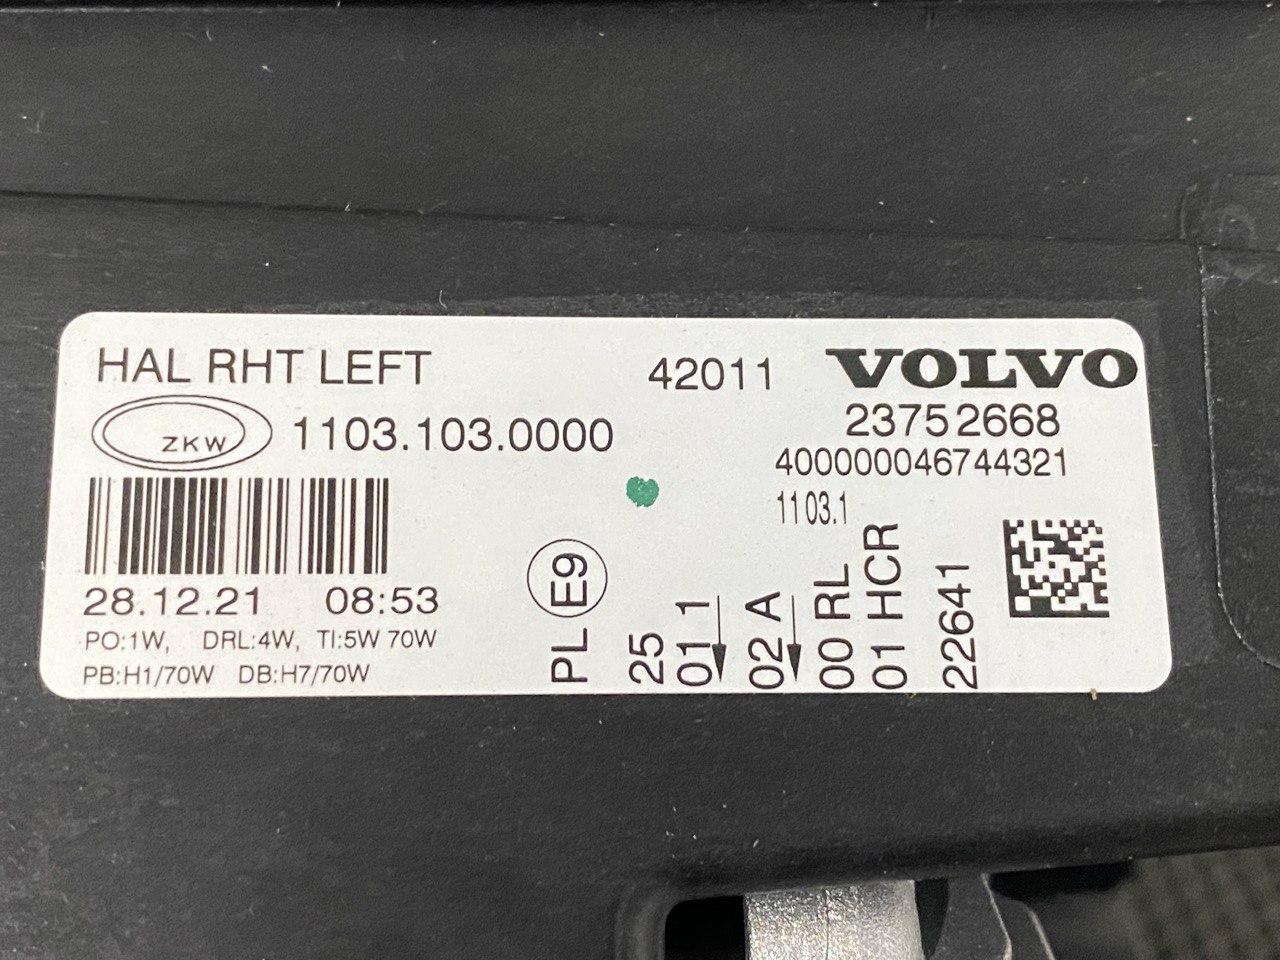 HAL RHT LEFT
42011
VOLVO
ZKW
1103.103.0000
23752668
400000046744321
1103.1
28.12.21 08:53
PO:1W, DRL:4W, TI:5W 70W
PB:H1/70W DB:H7/70W
PL E9
25
01 1
02 A
00 RL
01 HCR
22641